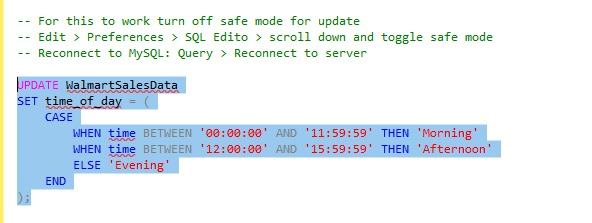 -- For this to work turn off safe mode for update
-- Edit > Preferences > SQL Edito > scroll down and toggle safe mode
-- Reconnect to MySQL: Query > Reconnect to server
UPDATE WalmartSalesData
SET time_of_day = (
    CASE
        WHEN time BETWEEN '00:00:00' AND '11:59:59' THEN 'Morning'
        WHEN time BETWEEN '12:00:00' AND '15:59:59' THEN 'Afternoon'
        ELSE 'Evening'
    END
);